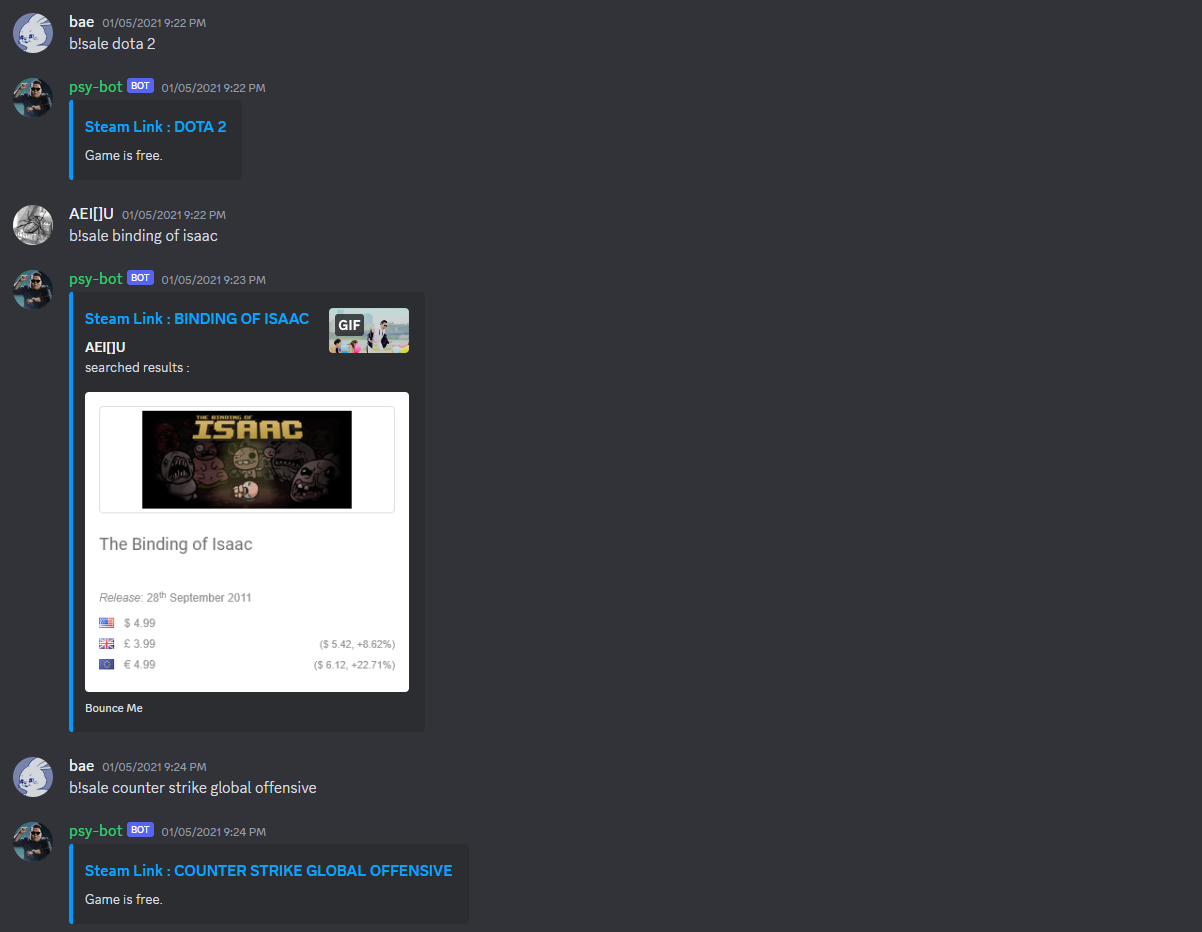 bae 01/05/2021 9:22 PM
b!sale dota 2
psy-bot BOT 01/05/2021 9:22 PM
Steam Link : DOTA 2
Game is free.
AEI[]U 01/05/2021 9:22 PM
b!sale binding of isaac
psy-bot BOT 01/05/2021 9:23 PM
Steam Link : BINDING OF ISAAC
GIF
AEI[]U
searched results :
THE BINDING OF
ISAAC
The Binding of Isaac
Release: 28th September 2011
$ 4.99
£ 3.99 ($ 5.42, +8.62%)
€ 4.99 ($ 6.12, +22.71%)
Bounce Me
bae 01/05/2021 9:24 PM
b!sale counter strike global offensive
psy-bot BOT 01/05/2021 9:24 PM
Steam Link : COUNTER STRIKE GLOBAL OFFENSIVE
Game is free.